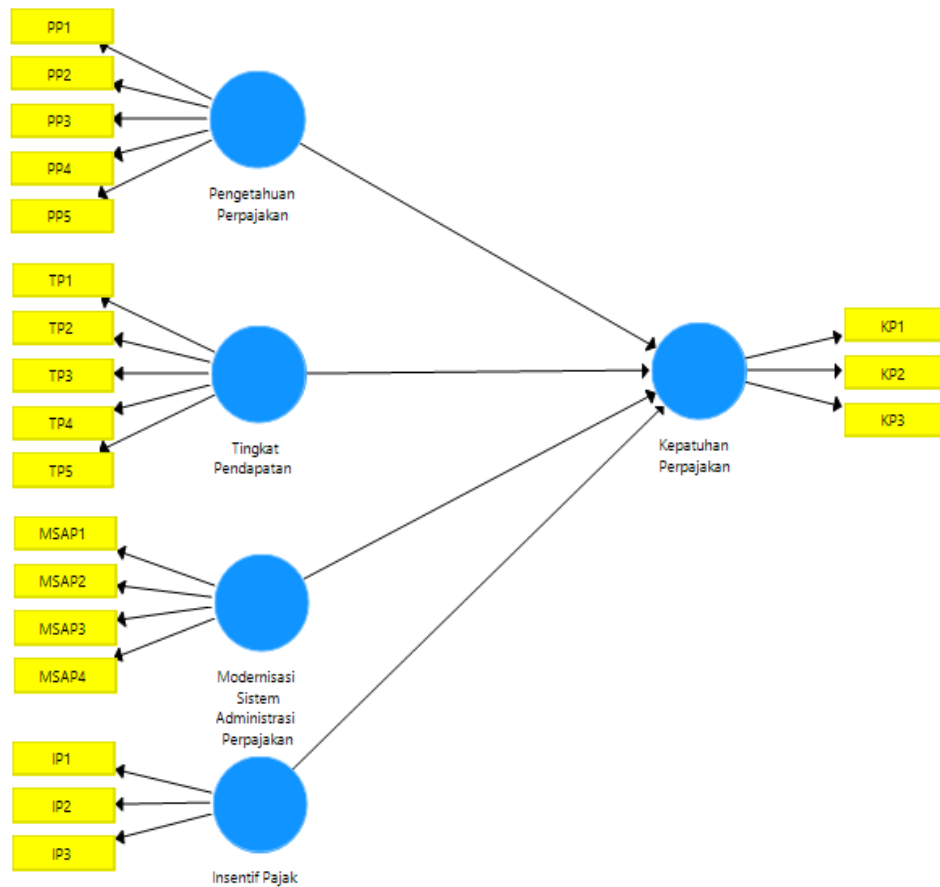 PP1
PP2
PP3
PP4
PP5
Pengetahuan
Perpajakan
TP1
TP2
TP3
TP4
TP5
Tingkat
Pendapatan
MSAP1
MSAP2
MSAP3
MSAP4
Modernisasi
Sistem
Administrasi
Perpajakan
IP1
IP2
IP3
Insentif Pajak
KP1
KP2
KP3
Kepatuhan
Perpajakan